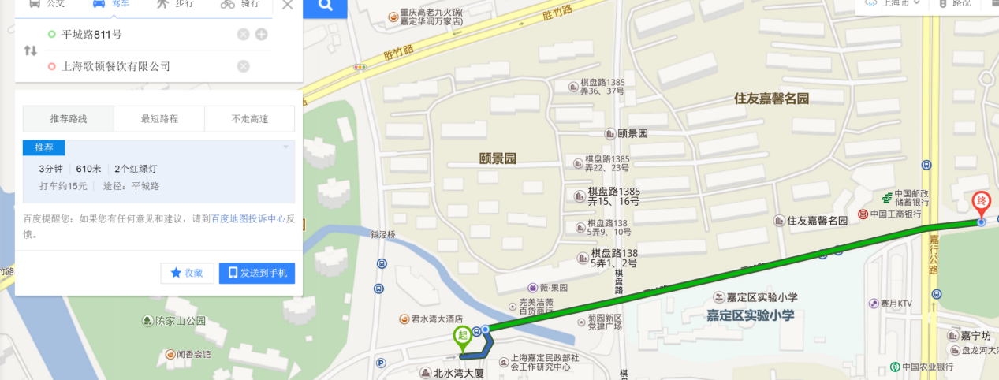 公交 驾车 步行 骑行
上海市 路况
平城路811号
上海歌顿餐饮有限公司
推荐路线 最短路程 不走高速
推荐
3分钟 610米 2个红绿灯
打车约15元 途径：平城路
百度提醒您：如果您有任何意见和建议，请到百度地图投诉中心反
馈。
收藏 发送到手机
重庆高老九火锅(
嘉定华润万家店)
胜竹路
胜竹路
棋盘路1385
弄36、37号
住友嘉馨名园
颐景园
颐景园
棋盘路1385
弄22、23号
棋盘路1385
弄15、16号
棋盘路138
5弄9、10号
棋盘路138
5弄1、2号
中国邮政
储蓄银行
中国工商银行
终
住友嘉馨名园
斜泾桥
嘉行公路
棋盘路
薇·果园
完美洁薇
百货商行
嘉定区实验小学
嘉定区实验小学
菊园新区
党建广场
赛月KTV
陈家山公园
君水湾大酒店
起
闻香会馆
上海嘉定民政部社
会工作研究中心
北水湾大厦
P
嘉宁坊
盘龙河大
中国农业银行